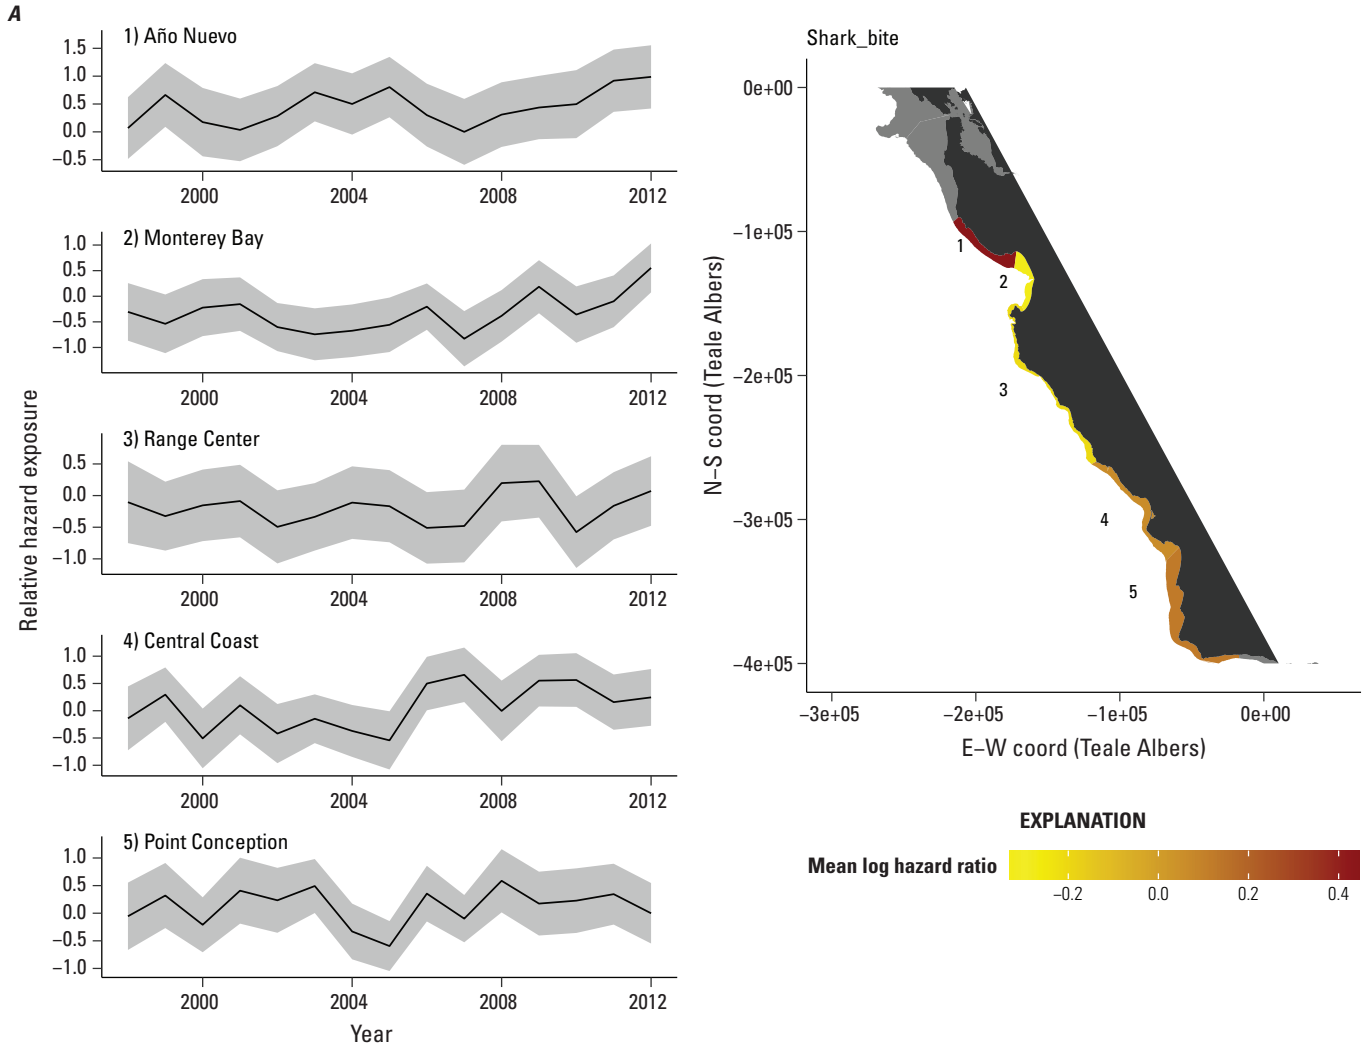 A
1) Año Nuevo
1.5
1.0
0.5
0.0
−0.5
2000
2004
2008
2012
2) Monterey Bay
1.0
0.5
0.0
−0.5
−1.0
2000
2004
2008
2012
3) Range Center
0.5
0.0
−0.5
−1.0
2000
2004
2008
2012
4) Central Coast
1.0
0.5
0.0
−0.5
−1.0
2000
2004
2008
2012
5) Point Conception
1.0
0.5
0.0
−0.5
−1.0
2000
2004
2008
2012
Relative hazard exposure
Year
Shark_bite
0e+00
−1e+05
−2e+05
−3e+05
−4e+05
N–S coord (Teale Albers)
1
2
3
4
5
−3e+05
−2e+05
−1e+05
0e+00
E–W coord (Teale Albers)
EXPLANATION
Mean log hazard ratio
−0.2
0.0
0.2
0.4